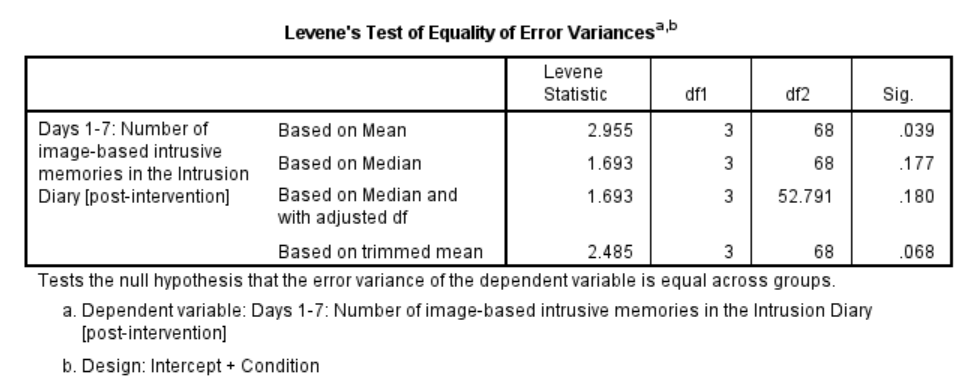 Levene's Test of Equality of Error Variancesa,b
Levene Statistic df1 df2 Sig.
Days 1-7: Number of image-based intrusive memories in the Intrusion Diary [post-intervention] Based on Mean 2.955 3 68 .039
Based on Median 1.693 3 68 .177
Based on Median and with adjusted df 1.693 3 52.791 .180
Based on trimmed mean 2.485 3 68 .068
Tests the null hypothesis that the error variance of the dependent variable is equal across groups.
a. Dependent variable: Days 1-7: Number of image-based intrusive memories in the Intrusion Diary
[post-intervention]
b. Design: Intercept + Condition